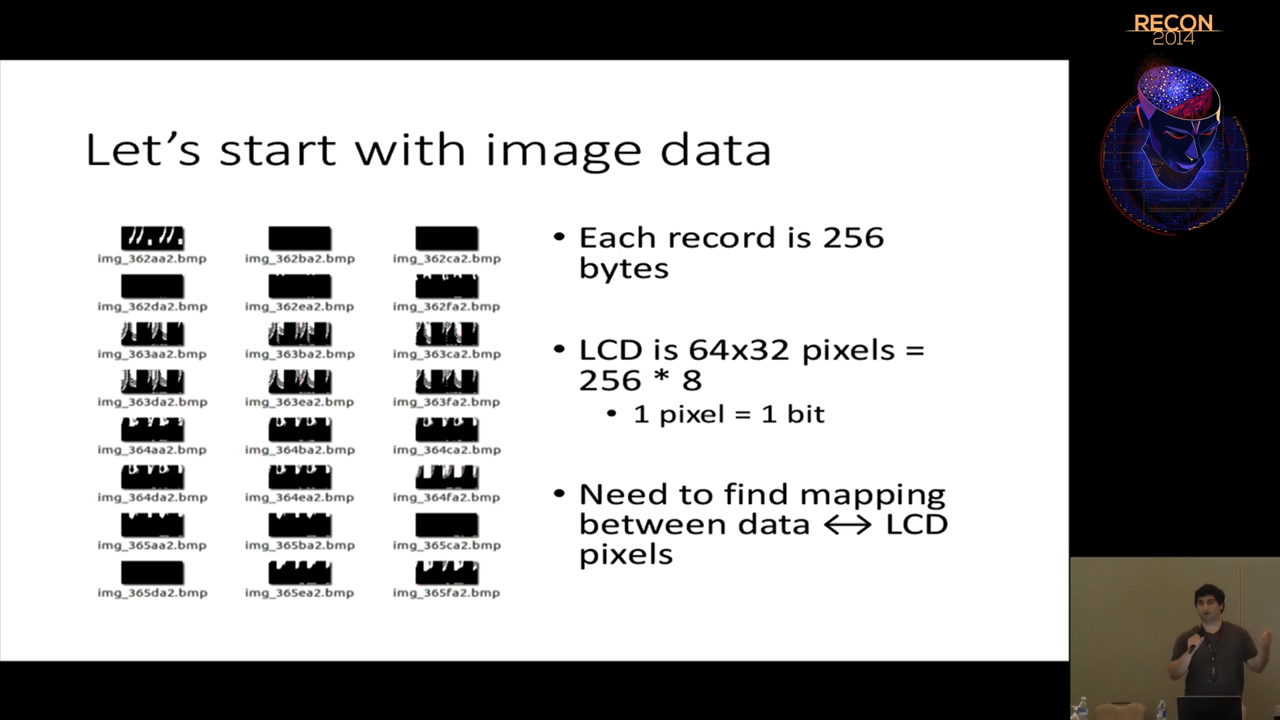 RECON
2014
Let's start with image data
img_362aa2.bmp img_362ba2.bmp img_362ca2.bmp
img_362da2.bmp img_362ea2.bmp img_362fa2.bmp
img_363aa2.bmp img_363ba2.bmp img_363ca2.bmp
img_363da2.bmp img_363ea2.bmp img_363fa2.bmp
img_364aa2.bmp img_364ba2.bmp img_364ca2.bmp
img_364da2.bmp img_364ea2.bmp img_364fa2.bmp
img_365aa2.bmp img_365ba2.bmp img_365ca2.bmp
img_365da2.bmp img_365ea2.bmp img_365fa2.bmp
• Each record is 256
bytes
• LCD is 64x32 pixels =
256 * 8
• 1 pixel = 1 bit
• Need to find mapping
between data ↔ LCD
pixels